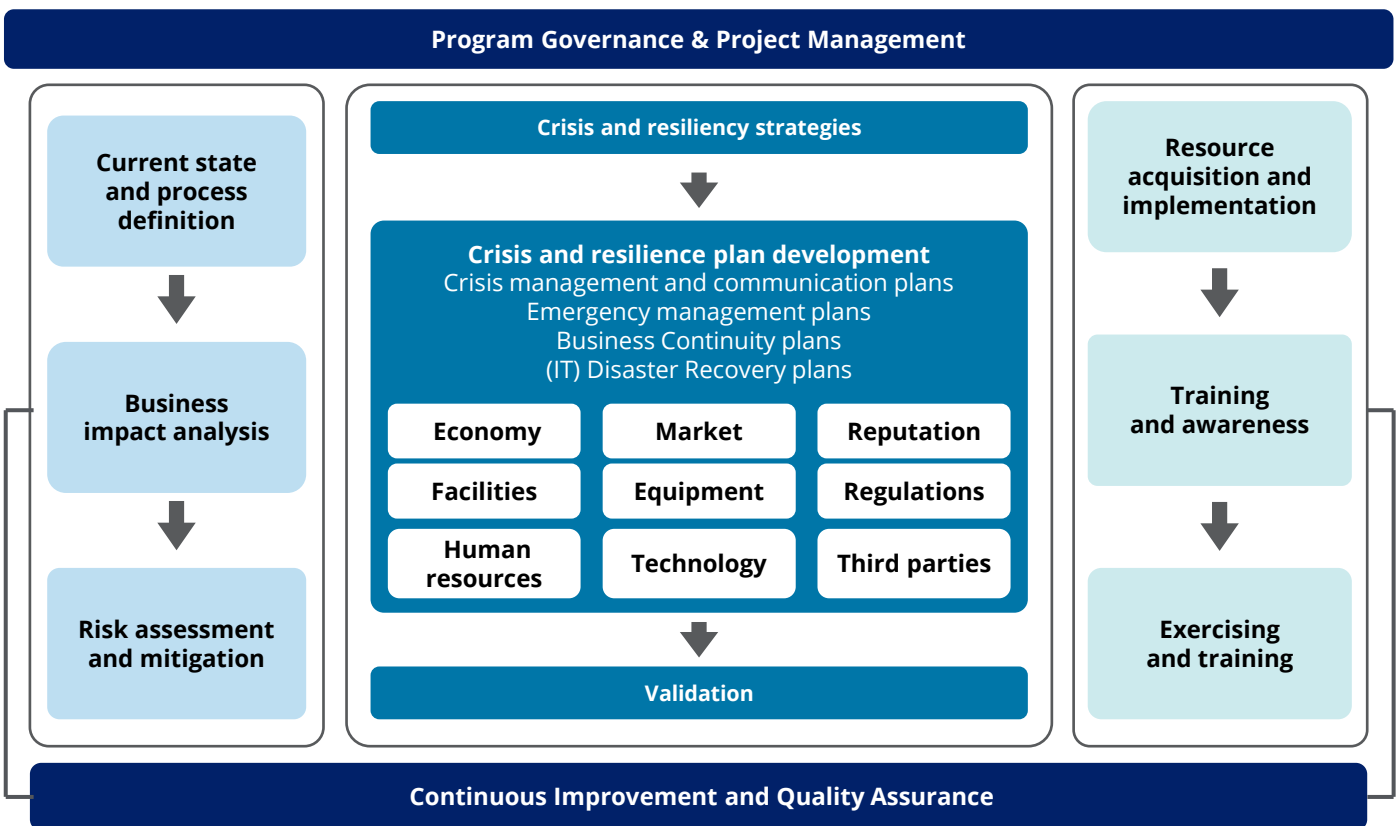 Program Governance & Project Management
Current state
and process
definition
Business
impact analysis
Risk assessment
and mitigation
Crisis and resiliency strategies
Crisis and resilience plan development
Crisis management and communication plans
Emergency management plans
Business Continuity plans
(IT) Disaster Recovery plans
Economy
Market
Reputation
Facilities
Equipment
Regulations
Human
resources
Technology
Third parties
Validation
Resource
acquisition and
implementation
Training
and awareness
Exercising
and training
Continuous Improvement and Quality Assurance